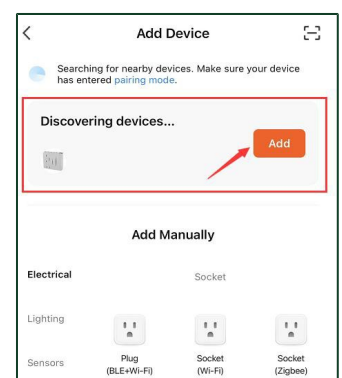 Add Device
Searching for nearby devices. Make sure your device
has entered pairing mode.
Discovering devices...
Add
Add Manually
Electrical
Socket
Lighting
Sensors
Plug
(BLE+Wi-Fi)
Socket
(Wi-Fi)
Socket
(Zigbee)